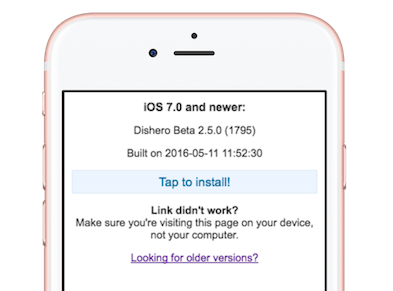 iOS 7.0 and newer:
Dishero Beta 2.5.0 (1795)
Built on 2016-05-11 11:52:30
Tap to install!
Link didn't work?
Make sure you're visiting this page on your device,
not your computer.
Looking for older versions?